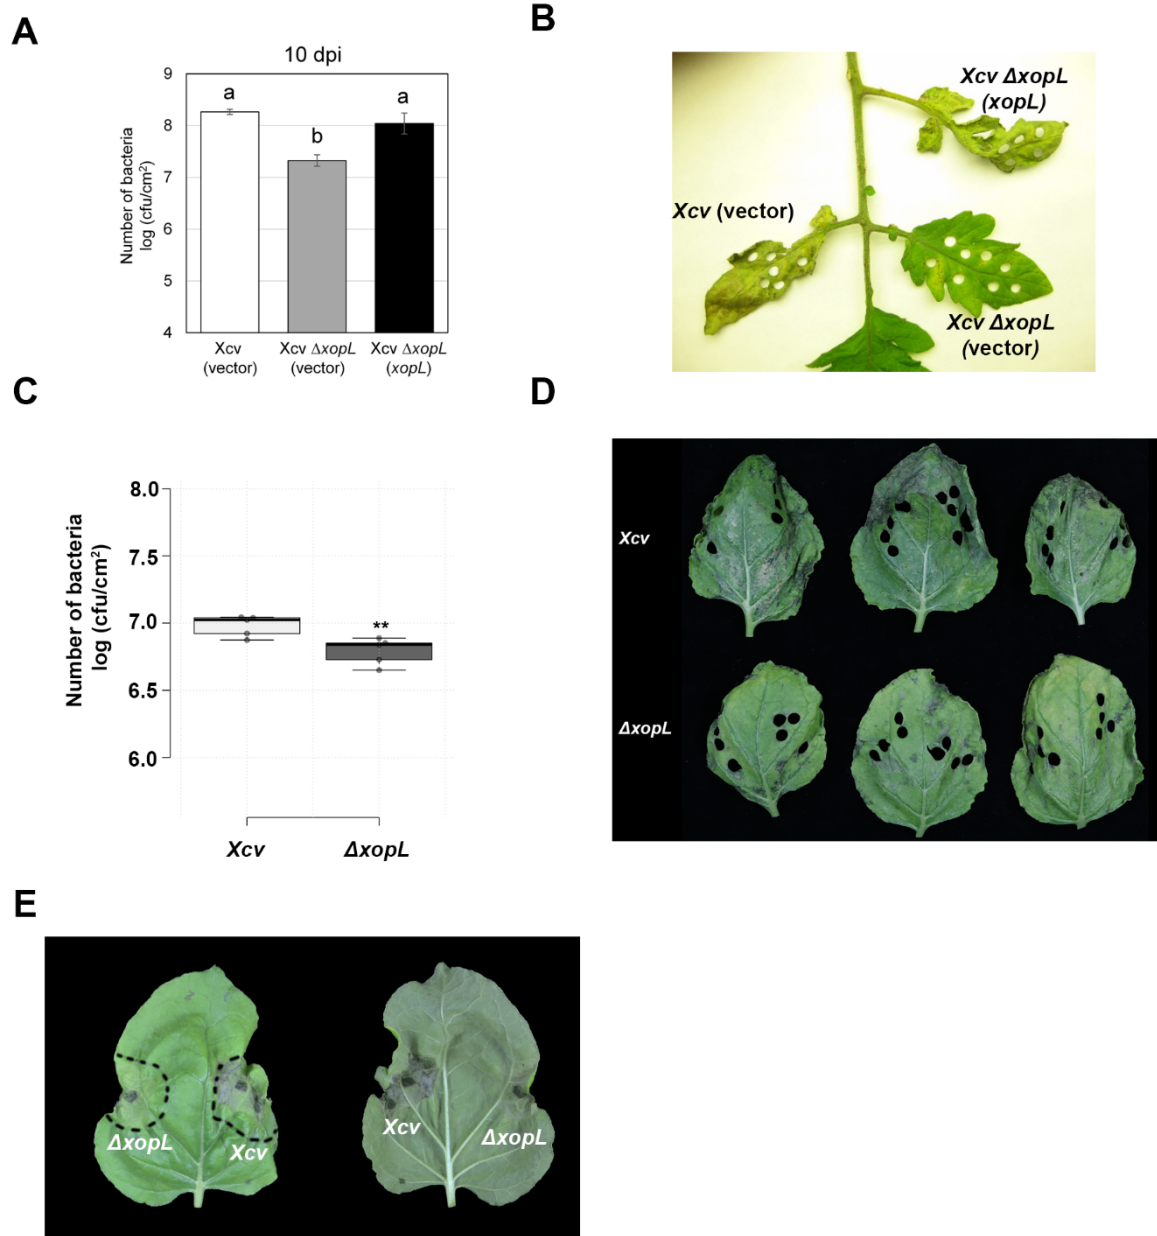 A
10 dpi
Number of bacteria
log (cfu/cm²)
9
8
7
6
5
4
a
b
a
Xcv
(vector)
Xcv ΔxopL
(vector)
Xcv ΔxopL
(xopL)
B
Xcv ΔxopL
(xopL)
Xcv (vector)
Xcv ΔxopL
(vector)
C
Number of bacteria
log (cfu/cm²)
8.0
7.5
7.0
6.5
6.0
**
Xcv
ΔxopL
D
Xcv
ΔxopL
E
ΔxopL
Xcv
Xcv
ΔxopL